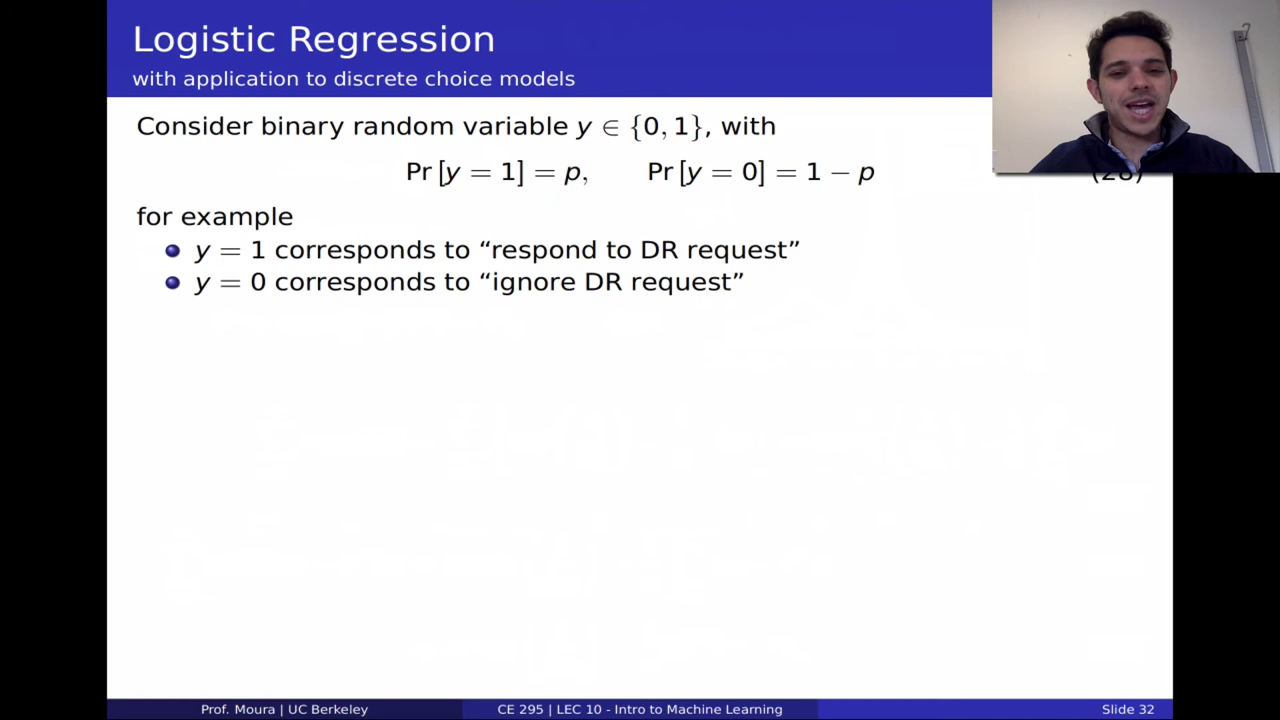 Logistic Regression
with application to discrete choice models
Consider binary random variable y ∈ {0, 1}, with
Pr [y = 1] = p, Pr [y = 0] = 1 − p
for example
y = 1 corresponds to “respond to DR request”
y = 0 corresponds to “ignore DR request”
Prof. Moura | UC Berkeley CE 295 | LEC 10 - Intro to Machine Learning Slide 32